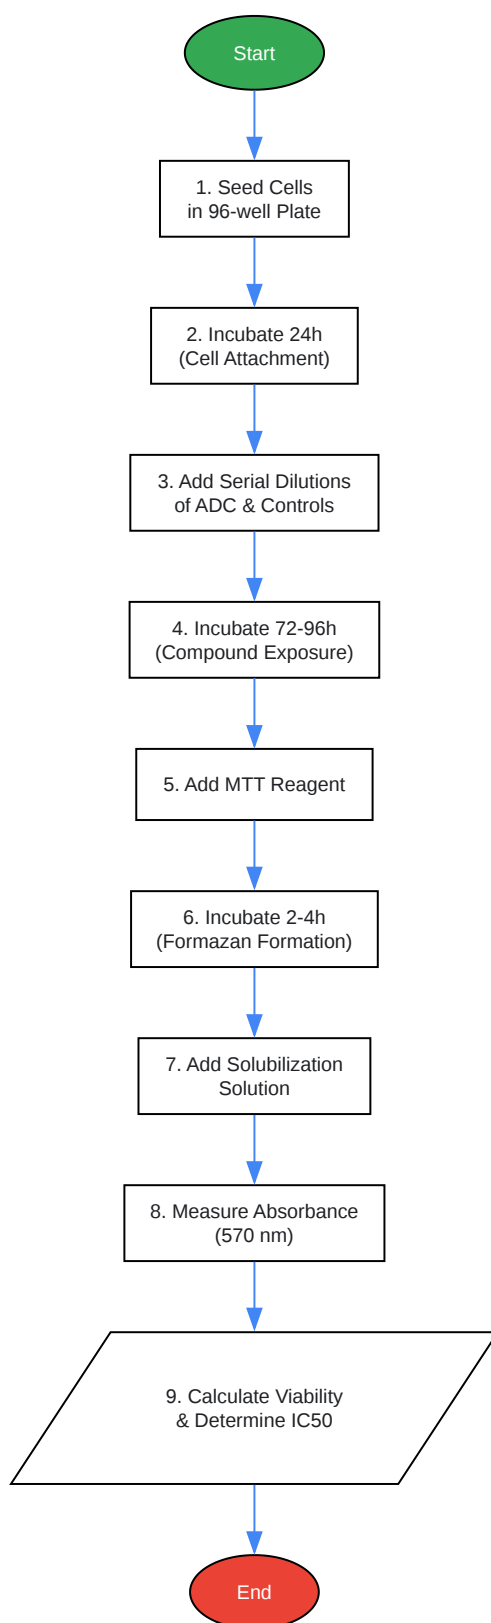 Start
1. Seed Cells
in 96-well Plate
2. Incubate 24h
(Cell Attachment)
3. Add Serial Dilutions
of ADC & Controls
4. Incubate 72-96h
(Compound Exposure)
5. Add MTT Reagent
6. Incubate 2-4h
(Formazan Formation)
7. Add Solubilization
Solution
8. Measure Absorbance
(570 nm)
9. Calculate Viability
& Determine IC50
End